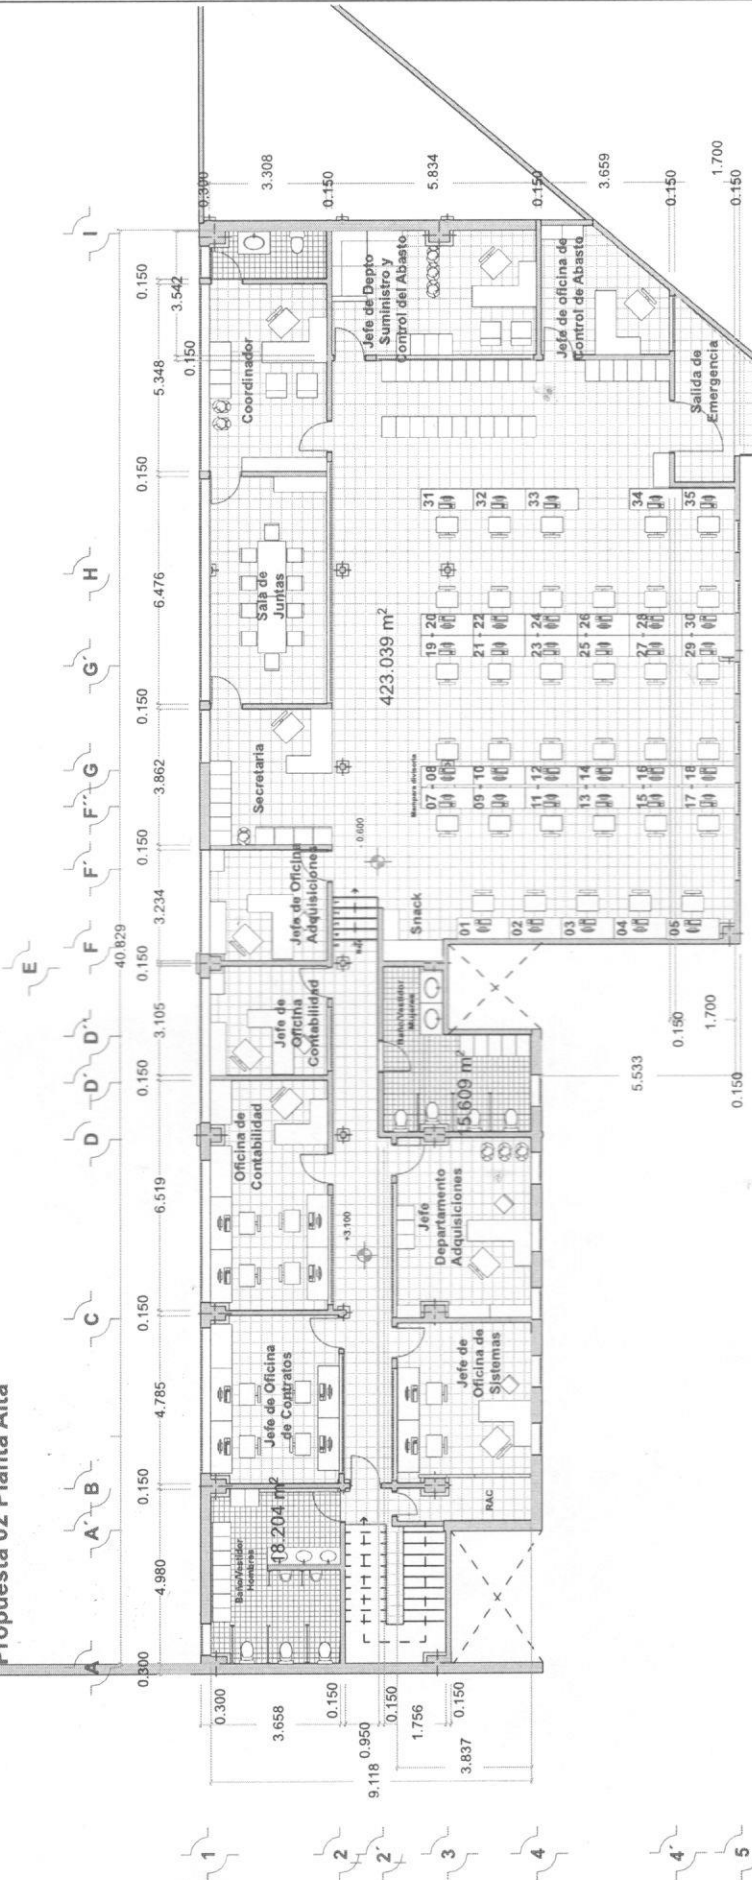 Propuesta 02 Planta Alta
A
A´
B
C
D
D´
D´´
E
F
F´
F´´
G
G´
H
I
40.829
0.300
4.980
0.150
4.785
0.150
6.519
0.150
3.105
0.150
3.234
0.150
3.862
0.150
6.476
0.150
5.348
0.150
3.542
0.150
1
2
2´
3
4
4´
5
0.300
3.658
0.150
0.950
0.150
1.756
0.150
9.118
3.837
Baño/Vestidor
Hombres
18.204 m²
Jefe de Oficina
de Contratos
Oficina de
Contabilidad
Jefe de
Oficina
Contabilidad
Jefe de Oficina
Adquisiciones
Secretaria
Sala de
Juntas
Coordinador
Jefe de Depto
Suministro y
Control del Abasto
Jefe de oficina de
Control de Abasto
Salida de
Emergencia
RAC
Jefe de
Oficina de
Sistemas
Jefe
Departamento
Adquisiciones
+3.100
Baño/Vestidor
Mujeres
15.609 m²
Snack
- 0.600
Mampara divisoria
423.039 m²
01
02
03
04
05
07 - 08
09 - 10
11 - 12
13 - 14
15 - 16
17 - 18
19 - 20
21 - 22
23 - 24
25 - 26
27 - 28
29 - 30
31
32
33
34
35
5.533
0.150
1.700
0.150
0.300
3.308
0.150
5.834
0.150
3.659
0.150
1.700
0.150